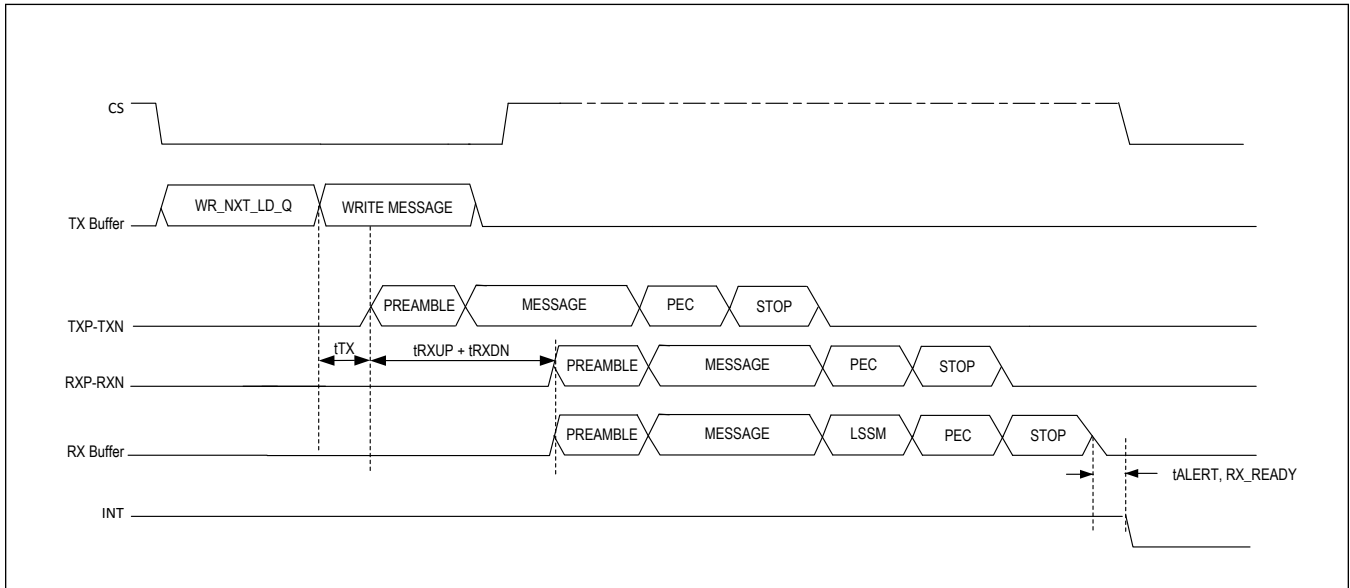 CS
TX Buffer
WR_NXT_LD_Q
WRITE MESSAGE
TXP-TXN
PREAMBLE
MESSAGE
PEC
STOP
tTX
tRXUP + tRXDN
RXP-RXN
PREAMBLE
MESSAGE
PEC
STOP
RX Buffer
PREAMBLE
MESSAGE
LSSM
PEC
STOP
tALERT, RX_READY
INT